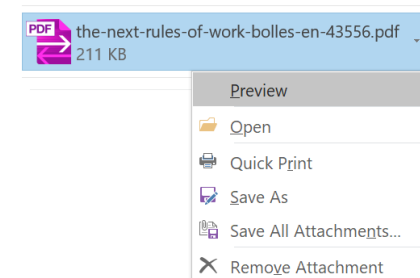 PDF
the-next-rules-of-work-bolles-en-43556.pdf
211 KB
Preview
Open
Quick Print
Save As
Save All Attachments...
Remove Attachment